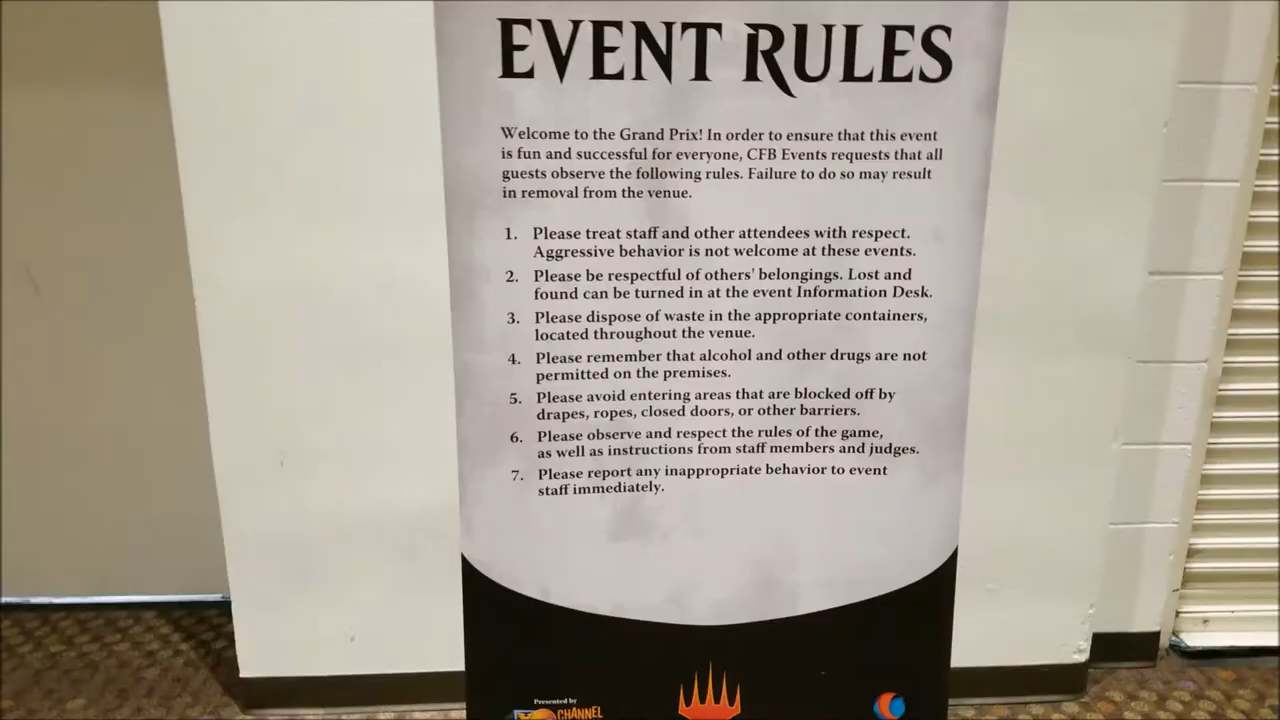 EVENT RULES
Welcome to the Grand Prix! In order to ensure that this event
is fun and successful for everyone, CFB Events requests that all
guests observe the following rules. Failure to do so may result
in removal from the venue.
1. Please treat staff and other attendees with respect.
Aggressive behavior is not welcome at these events.
2. Please be respectful of others' belongings. Lost and
found can be turned in at the event Information Desk.
3. Please dispose of waste in the appropriate containers,
located throughout the venue.
4. Please remember that alcohol and other drugs are not
permitted on the premises.
5. Please avoid entering areas that are blocked off by
drapes, ropes, closed doors, or other barriers.
6. Please observe and respect the rules of the game,
as well as instructions from staff members and judges.
7. Please report any inappropriate behavior to event
staff immediately.
Presented by
CHANNEL